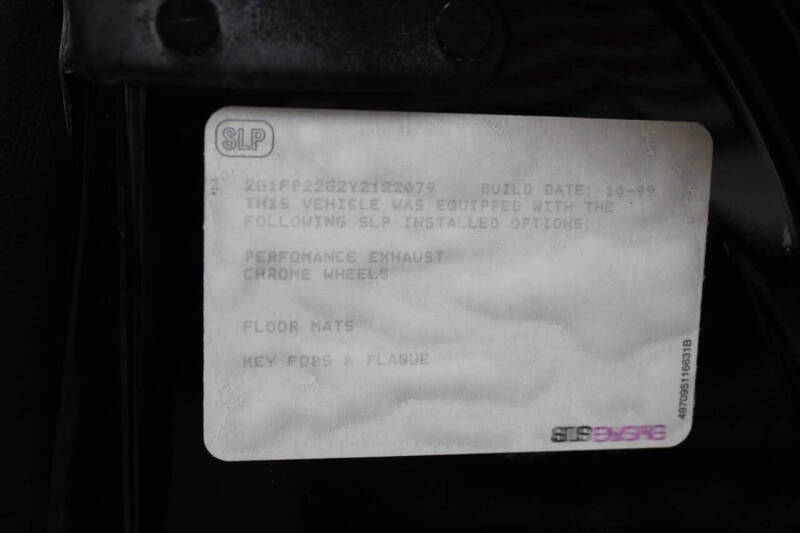 SLP
2G1FP22G2Y2122079 BUILD DATE: 10-99
THIS VEHICLE WAS EQUIPPED WITH THE
FOLLOWING SLP INSTALLED OPTIONS:
PERFOMANCE EXHAUST
CHROME WHEELS
FLOOR MATS
KEY FOBS & PLAQUE
497095116631B